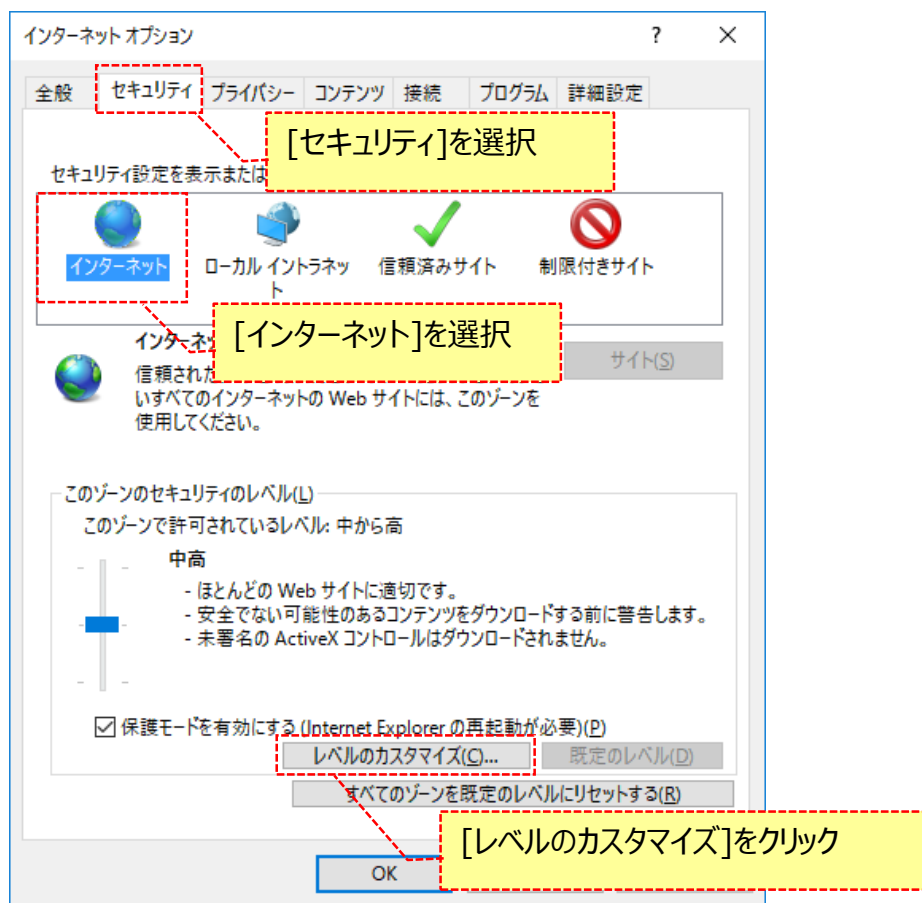 インターネット オプション ? ×
全般 セキュリティ プライバシー コンテンツ 接続 プログラム 詳細設定
[セキュリティ]を選択
セキュリティ設定を表示または
インターネット ローカル イントラネッ 信頼済みサイト 制限付きサイト
ト
[インターネット]を選択
インターネッ
サイト(S)
信頼され
いすべてのインターネットの Web サイトには、このゾーンを
使用してください。
このゾーンのセキュリティのレベル(L)
このゾーンで許可されているレベル: 中から高
中高
- ほとんどの Web サイトに適切です。
- 安全でない可能性のあるコンテンツをダウンロードする前に警告します。
- 未署名の ActiveX コントロールはダウンロードされません。
保護モードを有効にする (Internet Explorer の再起動が必要)(P)
レベルのカスタマイズ(C)... 既定のレベル(D)
すべてのゾーンを既定のレベルにリセットする(R)
[レベルのカスタマイズ]をクリック
OK